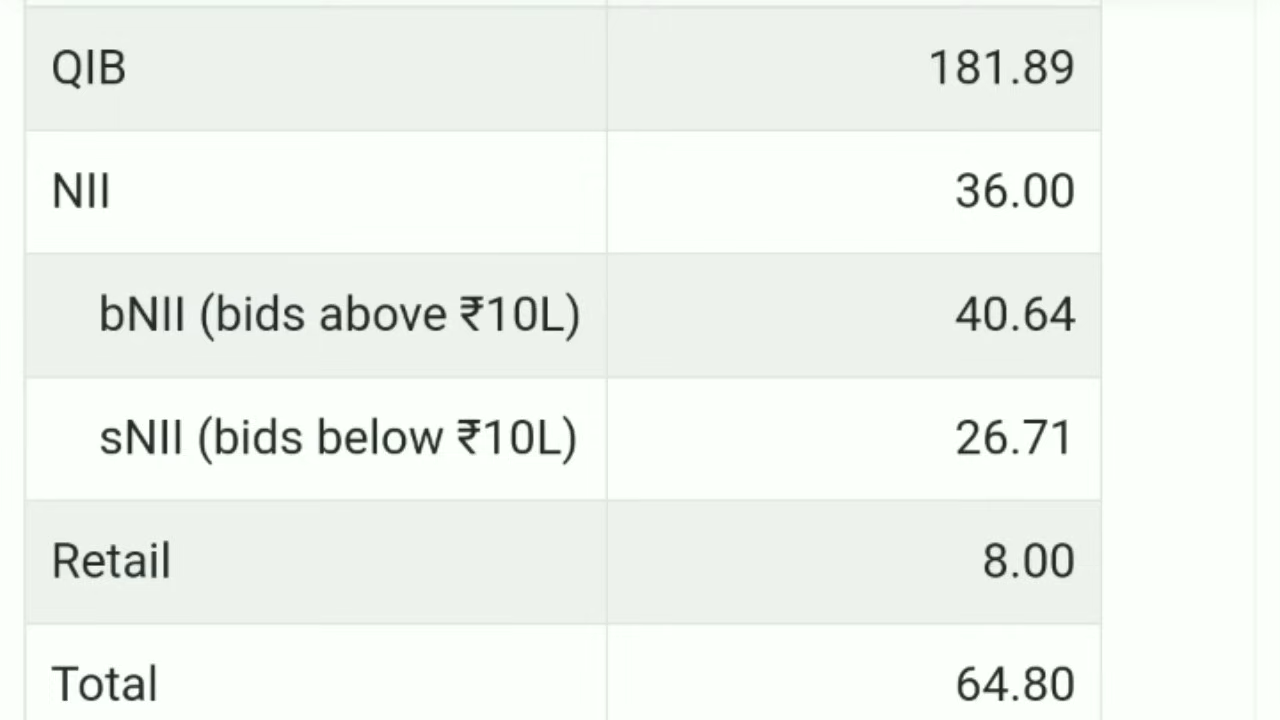 QIB 181.89
NII 36.00
bNII (bids above ₹10L) 40.64
sNII (bids below ₹10L) 26.71
Retail 8.00
Total 64.80